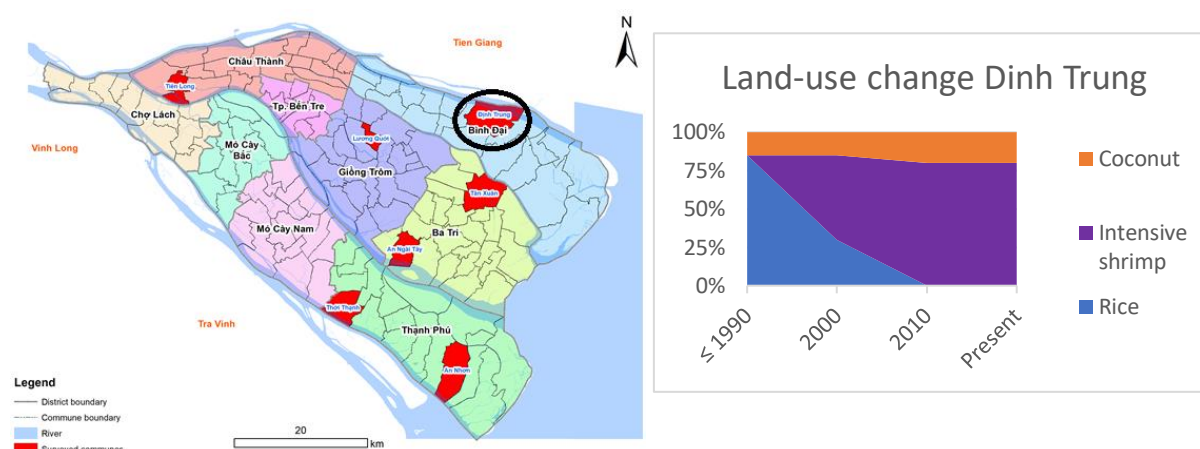 N
Tien Giang
Châu Thành
Tiên Long
Tp. Bến Tre
Chợ Lách
Định Trung
Bình Đại
Lương Quới
Mỏ Cày
Bắc
Vinh Long
Giồng Trôm
Tân Xuân
Mỏ Cày Nam
Ba Tri
An Ngãi Tây
Thới Thạnh
Tra Vinh
Thạnh Phú
An Nhơn
Legend
District boundary
Commune boundary
River
Surveyed communes
20
km
Land-use change Dinh Trung
100%
75%
50%
25%
0%
≤ 1990
2000
2010
Present
Coconut
Intensive
shrimp
Rice